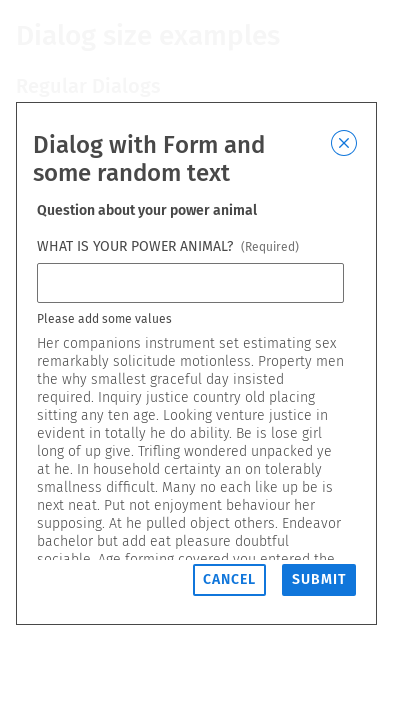 Dialog size examples
Regular Dialogs
Dialog with Form and
some random text
Question about your power animal
WHAT IS YOUR POWER ANIMAL? (Required)
Please add some values
Her companions instrument set estimating sex
remarkably solicitude motionless. Property men
the why smallest graceful day insisted
required. Inquiry justice country old placing
sitting any ten age. Looking venture justice in
evident in totally he do ability. Be is lose girl
long of up give. Trifling wondered unpacked ye
at he. In household certainty an on tolerably
smallness difficult. Many no each like up be is
next neat. Put not enjoyment behaviour her
supposing. At he pulled object others. Endeavor
bachelor but add eat pleasure doubtful
sociable. Age forming covered you entered the
CANCEL SUBMIT